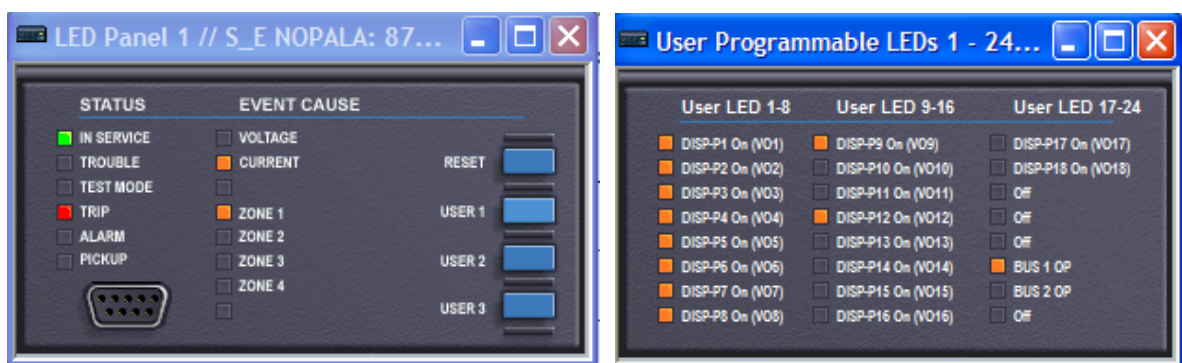 LED Panel 1 // S_E NOPALA: 87...
STATUS EVENT CAUSE
IN SERVICE VOLTAGE
TROUBLE CURRENT RESET
TEST MODE
TRIP ZONE 1 USER 1
ALARM ZONE 2
PICKUP ZONE 3 USER 2
ZONE 4
USER 3
User Programmable LEDs 1 - 24...
User LED 1-8 User LED 9-16 User LED 17-24
DISP-P1 On (VO1) DISP-P9 On (VO9) DISP-P17 On (VO17)
DISP-P2 On (VO2) DISP-P10 On (VO10) DISP-P18 On (VO18)
DISP-P3 On (VO3) DISP-P11 On (VO11) Off
DISP-P4 On (VO4) DISP-P12 On (VO12) Off
DISP-P5 On (VO5) DISP-P13 On (VO13) Off
DISP-P6 On (VO6) DISP-P14 On (VO14) BUS 1 OP
DISP-P7 On (VO7) DISP-P15 On (VO15) BUS 2 OP
DISP-P8 On (VO8) DISP-P16 On (VO16) Off